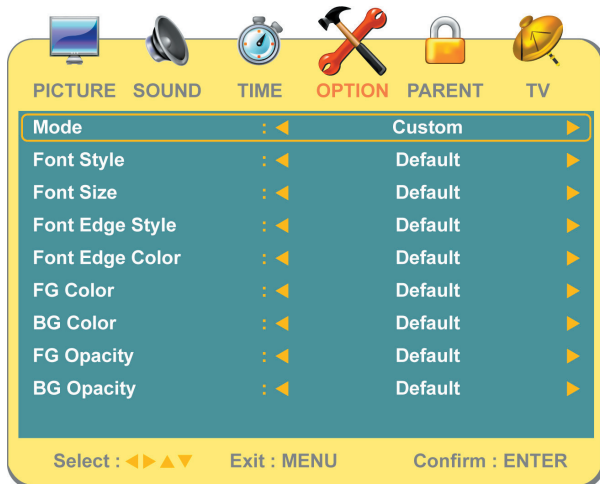 PICTURE SOUND TIME OPTION PARENT TV
Mode : Custom
Font Style : Default
Font Size : Default
Font Edge Style : Default
Font Edge Color : Default
FG Color : Default
BG Color : Default
FG Opacity : Default
BG Opacity : Default
Select : ◀▶▲▼ Exit : MENU Confirm : ENTER